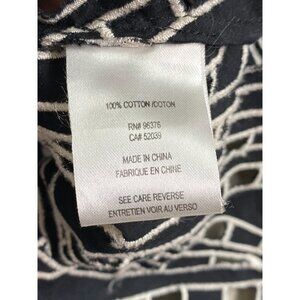 100% COTTON /COTON
RN# 96376
CA# 52039
MADE IN CHINA
FABRIQUE EN CHINE
SEE CARE REVERSE
ENTRETIEN VOIR AU VERSO